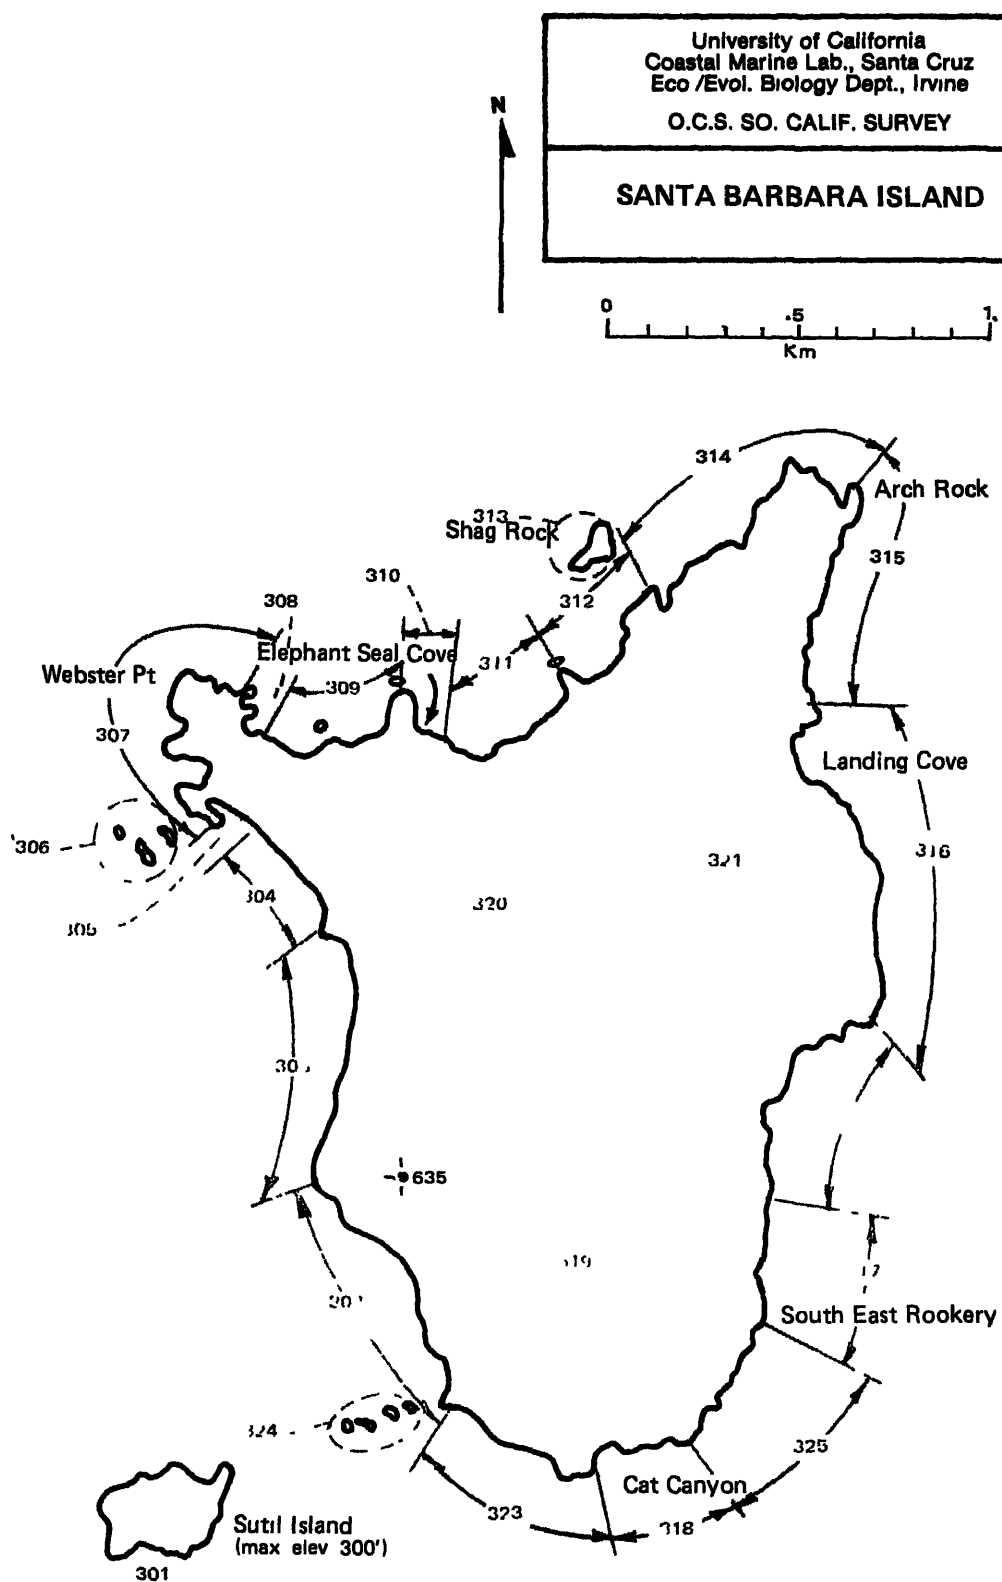 University of California
Coastal Marine Lab., Santa Cruz
Eco /Evol. Biology Dept., Irvine
O.C.S. SO. CALIF. SURVEY
SANTA BARBARA ISLAND
N
0 .5 1.
Km
314
Arch Rock
313
Shag Rock
315
310
312
308
Elephant Seal Cove
311
Webster Pt
309
307
Landing Cove
306
316
321
304
320
305
635
South East Rookery
324
325
Cat Canyon
323
318
Sutil Island
(max elev 300')
301